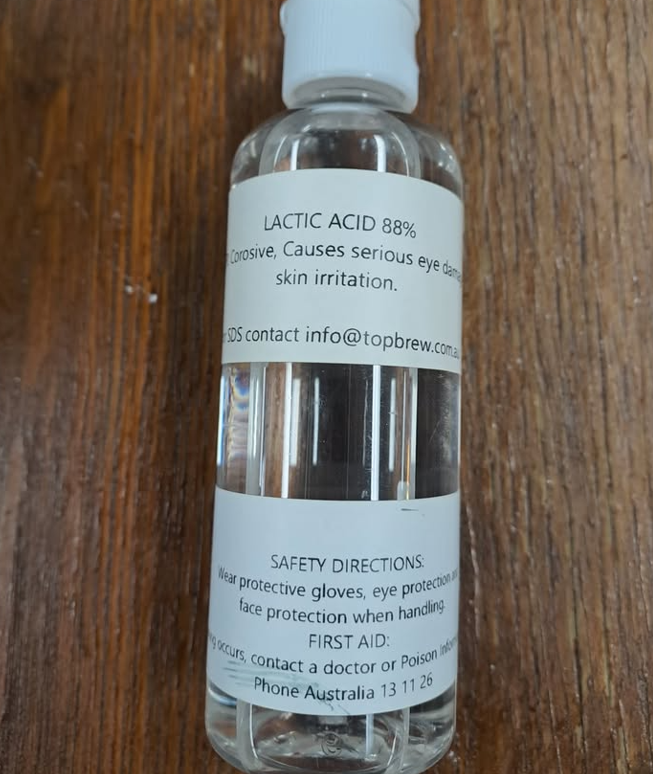 LACTIC ACID 88%
Corosive, Causes serious eye
skin irritation.
SDS contact info@topbrew.com.au
SAFETY DIRECTIONS:
Wear protective gloves, eye protection
face protection when handling.
FIRST AID:
occurs, contact a doctor or Poison
Phone Australia 13 11 26